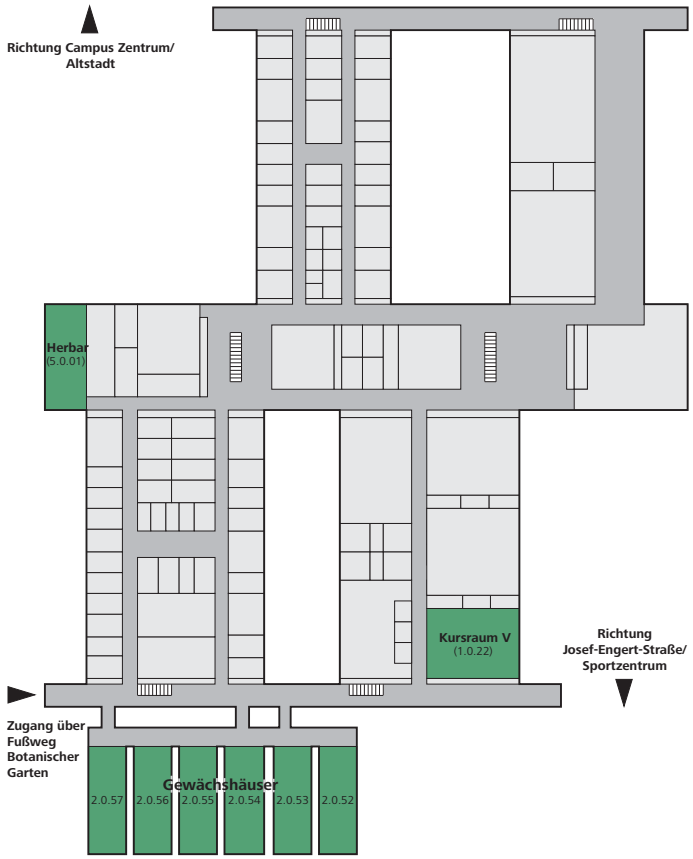 Richtung Campus Zentrum/
Altstadt
Herbar
(5.0.01)
Kursraum V
(1.0.22)
Richtung
Josef-Engert-Straße/
Sportzentrum
Zugang über
Fußweg
Botanischer
Garten
Gewächshäuser
2.0.57 2.0.56 2.0.55 2.0.54 2.0.53 2.0.52